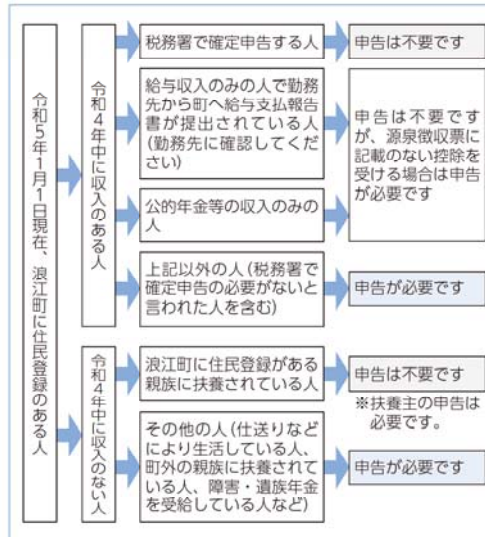 令和5年1月1日現在、浪江町に住民登録のある人
令和4年中に収入のある人
税務署で確定申告する人
申告は不要です
給与収入のみの人で勤務
先から町へ給与支払報告
書が提出されている人
(勤務先に確認してくだ
さい)
公的年金等の収入のみの
人
申告は不要です
が、源泉徴収票に
記載のない控除を
受ける場合は申告
が必要です
上記以外の人(税務署で
確定申告の必要がないと
言われた人を含む)
申告が必要です
令和4年中に収入のない人
浪江町に住民登録がある
親族に扶養されている人
申告は不要です
※扶養主の申告は
必要です。
その他の人(仕送りなど
により生活している人、
町外の親族に扶養されて
いる人、障害・遺族年金
を受給している人など)
申告が必要です